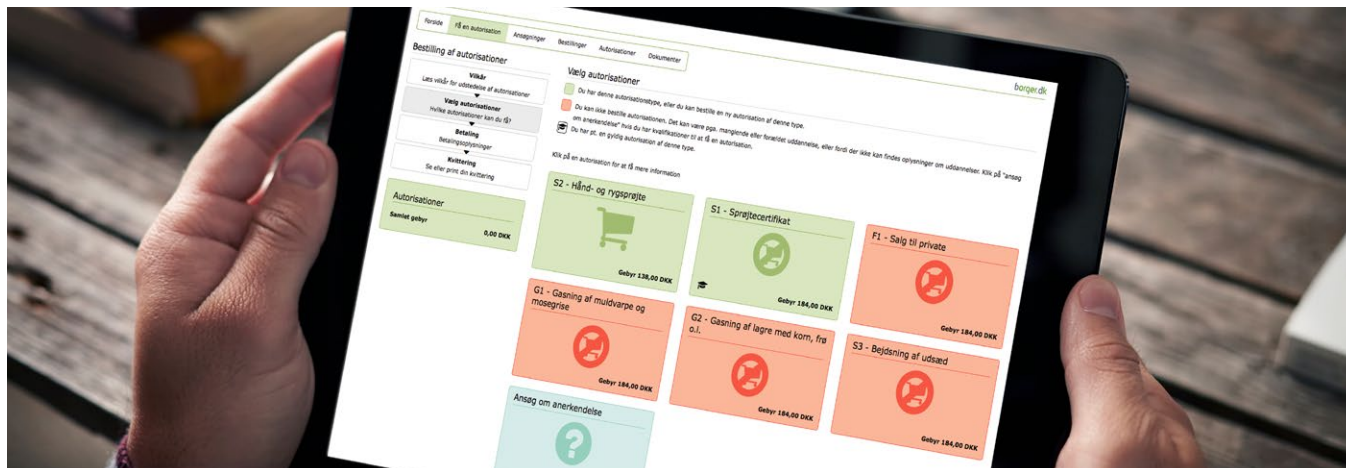 Forside
Få en autorisation
Ansøgninger
Bestillinger
Autorisationer
Dokumenter
borger.dk
Bestilling af autorisationer
Vilkår
Læs vilkår for udstedelse af autorisationer
Vælg autorisationer
Hvilke autorisationer kan du få?
Betaling
Betalingsoplysninger
Kvittering
Se eller print din kvittering
Autorisationer
Samlet gebyr
0,00 DKK
Vælg autorisationer
Du har denne autorisationstype, eller du kan bestille en ny autorisation af denne type.
Du kan ikke bestille autorisationen. Det kan være pga. manglende eller forældet uddannelse, eller fordi der ikke kan findes oplysninger om uddannelser. Klik på "ansøg
om anerkendelse" hvis du har kvalifikationer til at få en autorisation.
Du har pt. en gyldig autorisation af denne type.
Klik på en autorisation for at få mere information
S2 - Hånd- og rygsprøjte
Gebyr 138,00 DKK
S1 - Sprøjtecertifikat
Gebyr 184,00 DKK
F1 - Salg til private
Gebyr 184,00 DKK
G1 - Gasning af muldvarpe og
mosegrise
Gebyr 184,00 DKK
G2 - Gasning af lagre med korn, frø
o.l.
Gebyr 184,00 DKK
S3 - Bejdsning af udsæd
Gebyr 184,00 DKK
Ansøg om anerkendelse
?